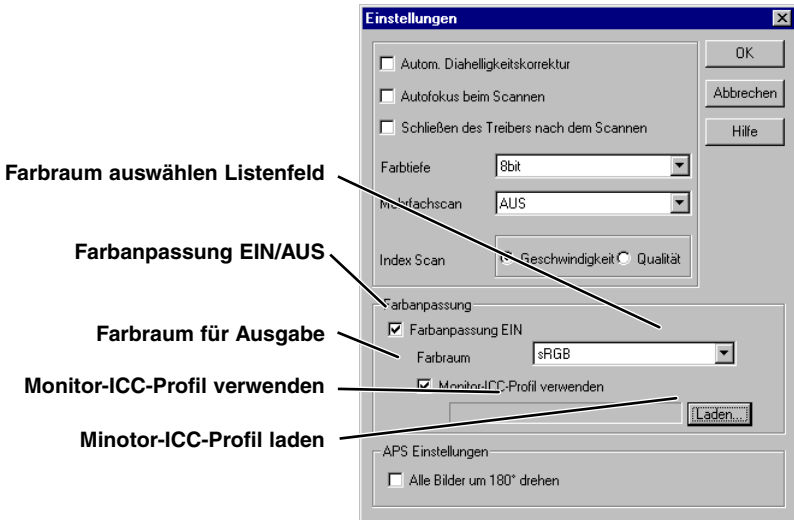 Einstellungen
Autom. Diahelligkeitskorrektur
OK
Autofokus beim Scannen
Abbrechen
Schließen des Treibers nach dem Scannen
Hilfe
Farbtiefe 8bit
Farbraum auswählen Listenfeld
Mehrfachscan AUS
Farbanpassung EIN/AUS
Index Scan Geschwindigkeit Qualität
Farbanpassung
Farbraum für Ausgabe
Farbanpassung EIN
Farbraum sRGB
Monitor-ICC-Profil verwenden
Monitor-ICC-Profil verwenden
Laden...
Minotor-ICC-Profil laden
APS Einstellungen
Alle Bilder um 180° drehen